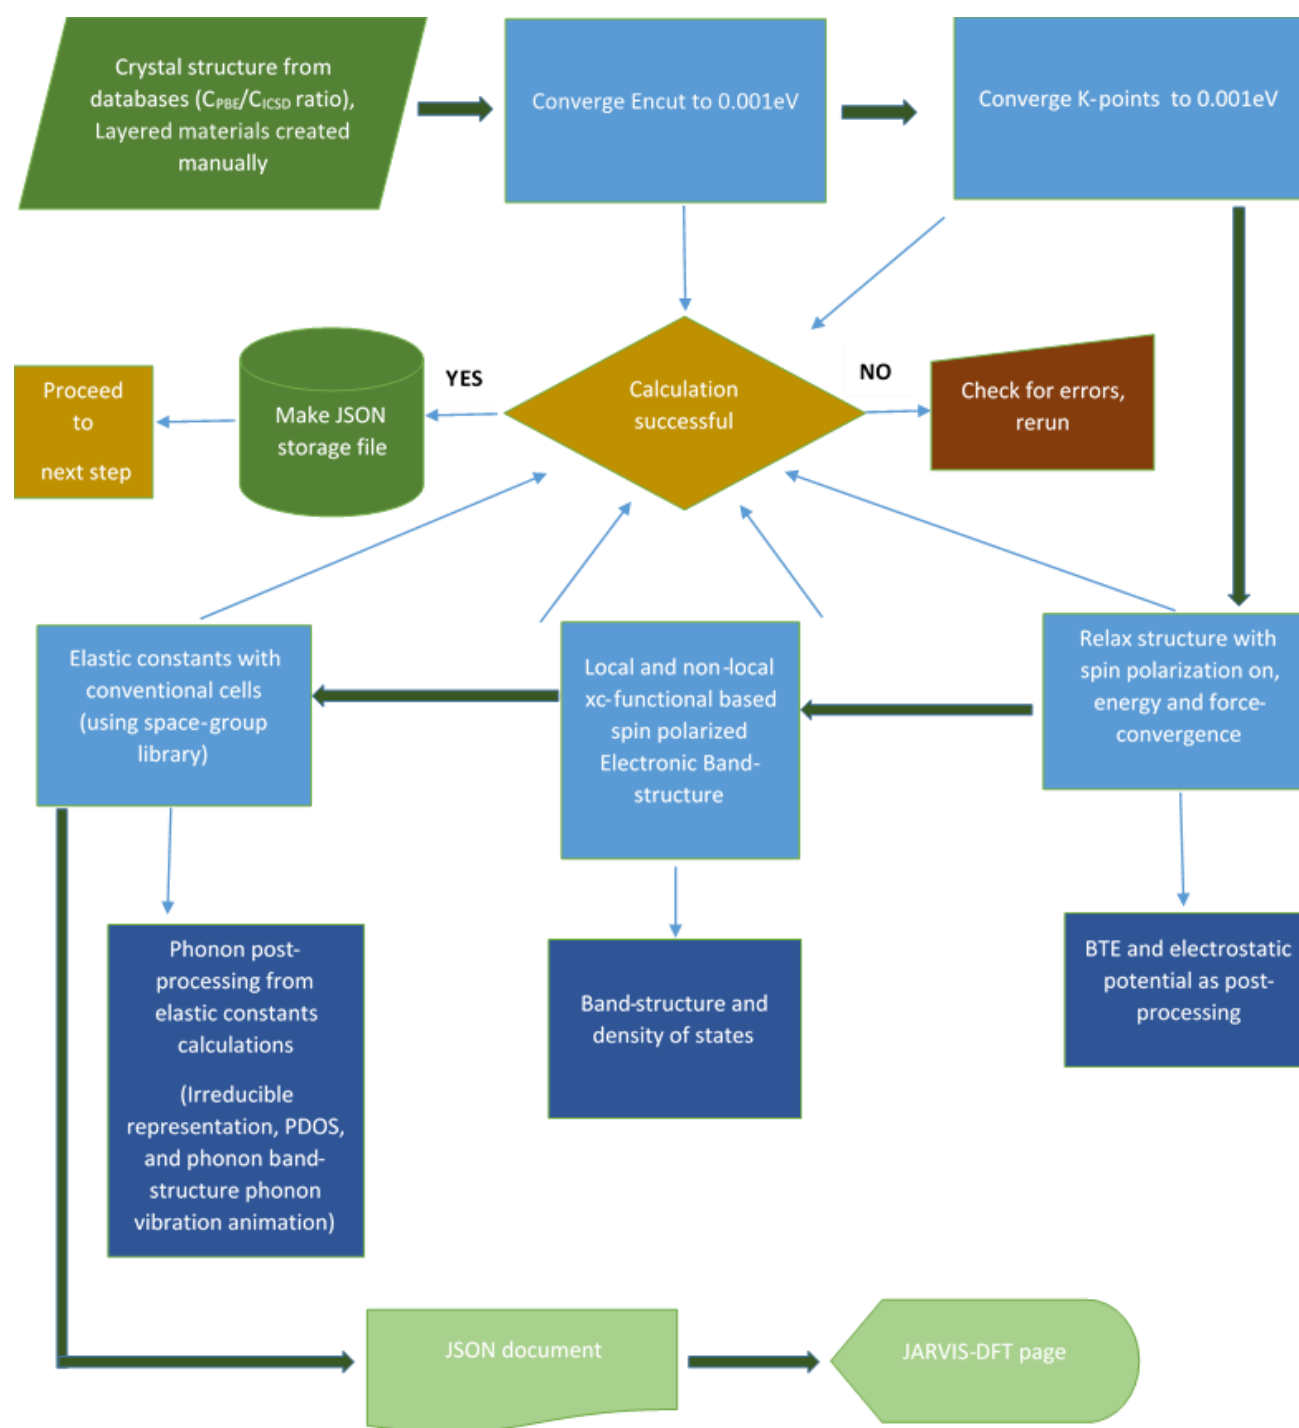 Crystal structure from
databases (CPBE/CICSD ratio),
Layered materials created
manually
Converge Encut to 0.001eV
Converge K-points to 0.001eV
Proceed
to
next step
Make JSON
storage file
YES
Calculation
successful
NO
Check for errors,
rerun
Elastic constants with
conventional cells
(using space-group
library)
Local and non-local
xc-functional based
spin polarized
Electronic Band-
structure
Relax structure with
spin polarization on,
energy and force-
convergence
Phonon post-
processing from
elastic constants
calculations
(Irreducible
representation, PDOS,
and phonon band-
structure phonon
vibration animation)
Band-structure and
density of states
BTE and electrostatic
potential as post-
processing
JSON document
JARVIS-DFT page